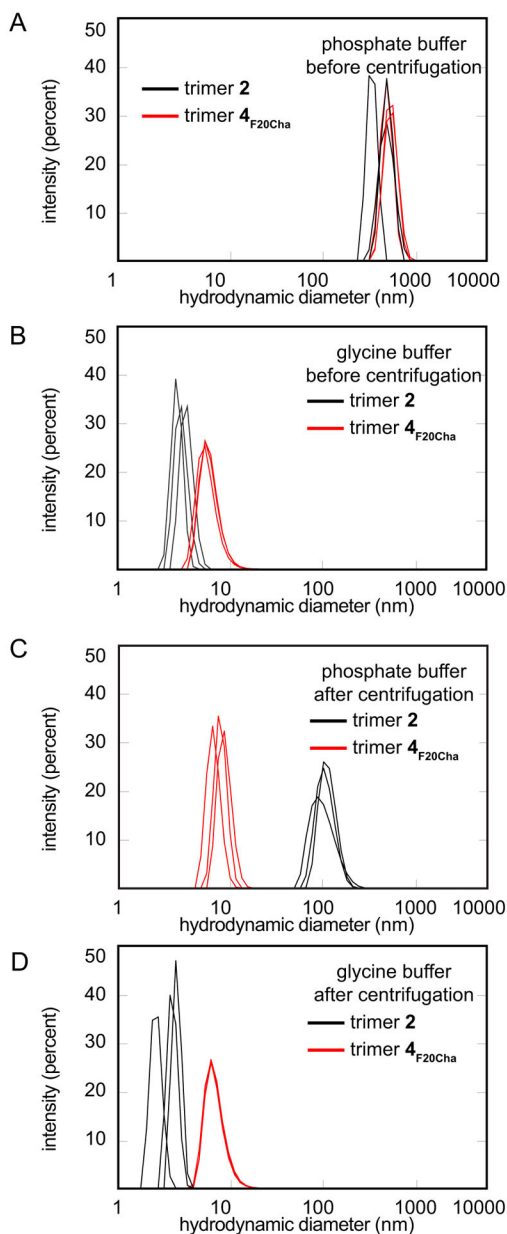 A
50
40
30
20
10
intensity (percent)
phosphate buffer
before centrifugation
trimer 2
trimer 4F20Cha
1
10
100
1000
10000
hydrodynamic diameter (nm)
B
50
40
30
20
10
intensity (percent)
glycine buffer
before centrifugation
trimer 2
trimer 4F20Cha
1
10
100
1000
10000
hydrodynamic diameter (nm)
C
50
40
30
20
10
intensity (percent)
phosphate buffer
after centrifugation
trimer 2
trimer 4F20Cha
1
10
100
1000
10000
hydrodynamic diameter (nm)
D
50
40
30
20
10
intensity (percent)
glycine buffer
after centrifugation
trimer 2
trimer 4F20Cha
1
10
100
1000
10000
hydrodynamic diameter (nm)